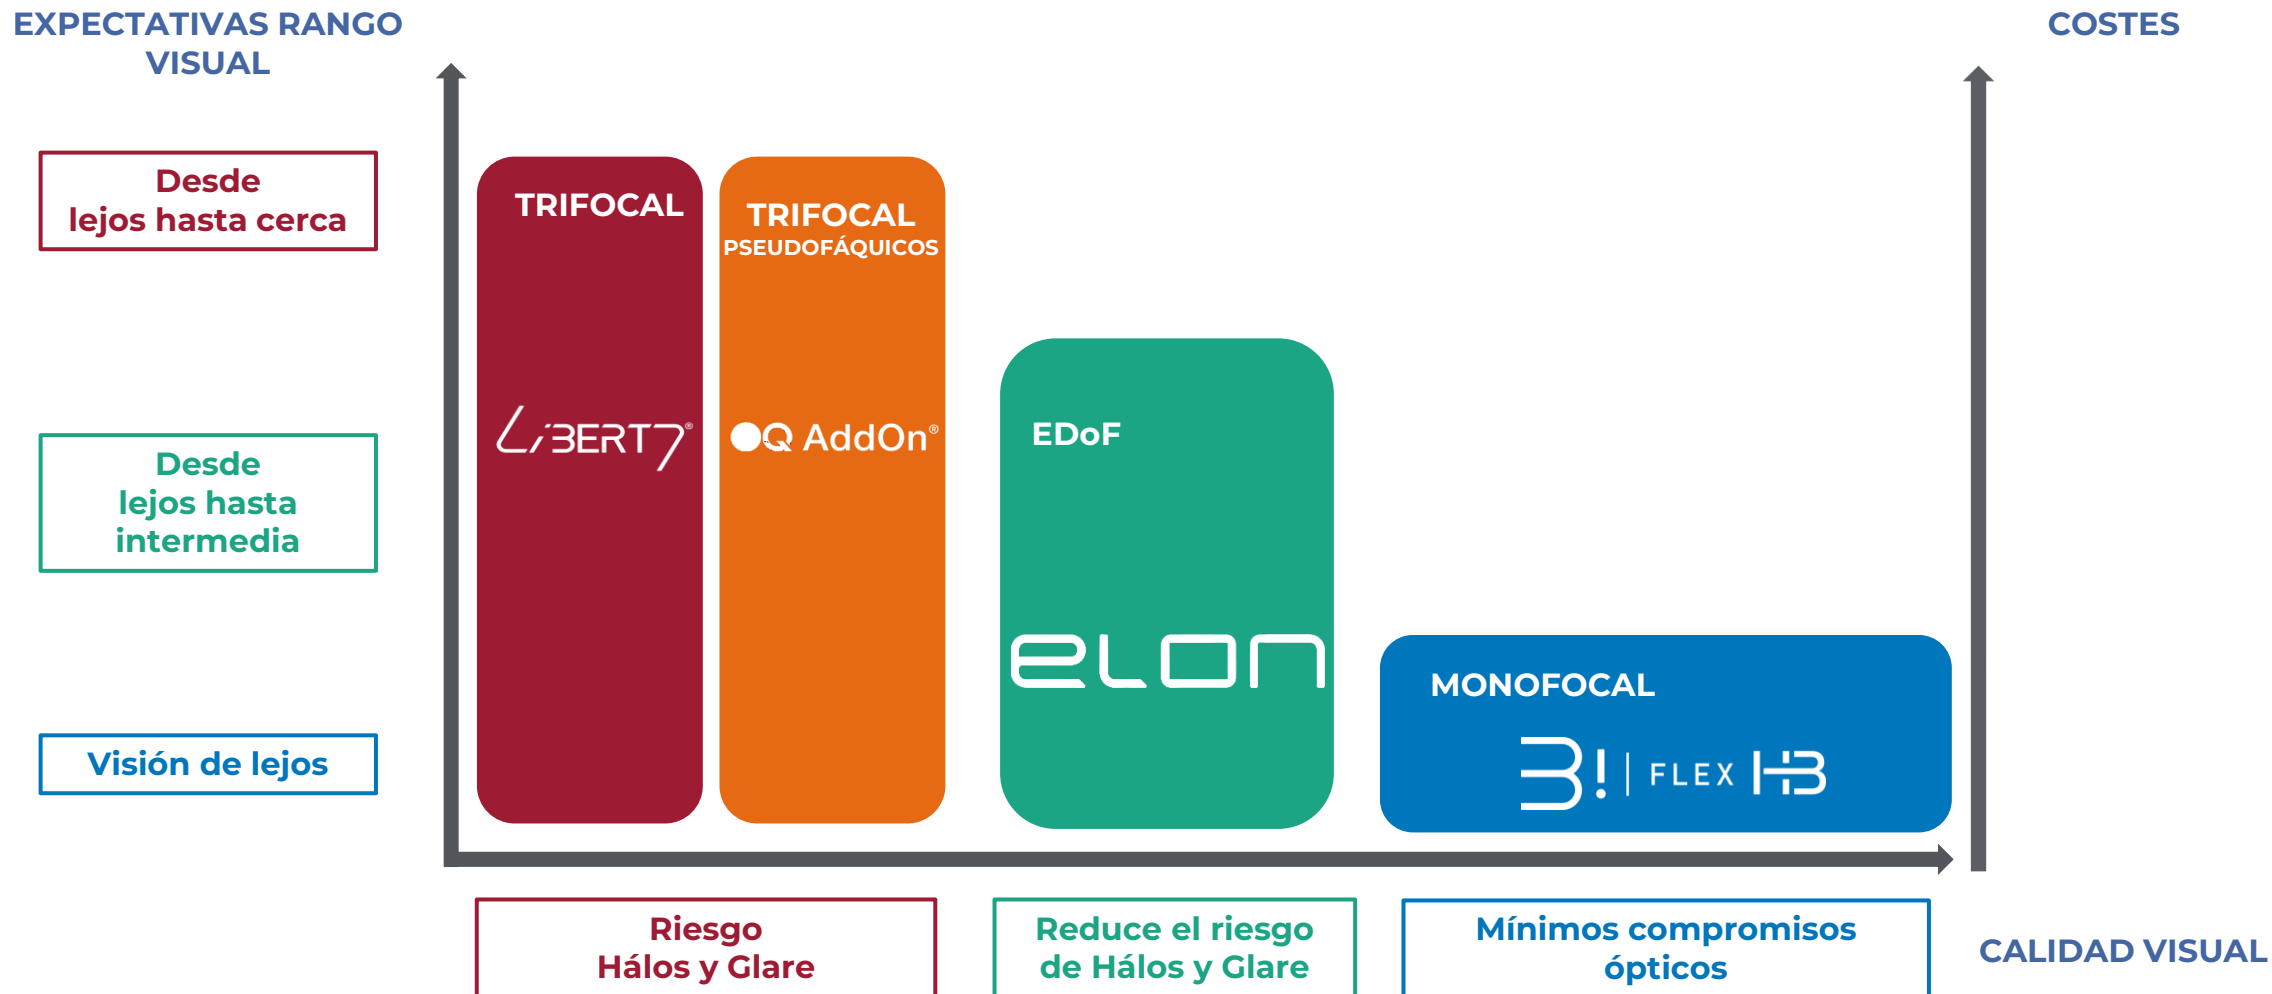 EXPECTATIVAS RANGO
VISUAL
COSTES
Desde
lejos hasta cerca
TRIFOCAL
TRIFOCAL
PSEUDOFÁQUICOS
LiBERT7®
OQ AddOn®
EDoF
Desde
lejos hasta
intermedia
eLon
MONOFOCAL
Visión de lejos
B! | FLEX HB
Riesgo
Hálos y Glare
Reduce el riesgo
de Hálos y Glare
Mínimos compromisos
ópticos
CALIDAD VISUAL